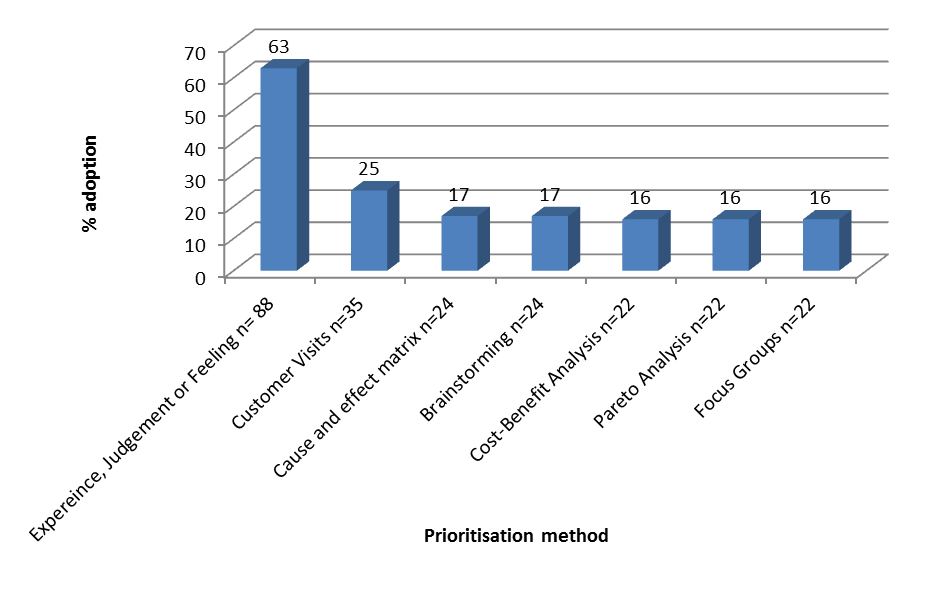 % adoption
70
60
50
40
30
20
10
0
63
25
17
17
16
16
16
Expereince, Judgement or Feeling n= 88
Customer Visits n=35
Cause and effect matrix n=24
Brainstorming n=24
Cost-Benefit Analysis n=22
Pareto Analysis n=22
Focus Groups n=22
Prioritisation method